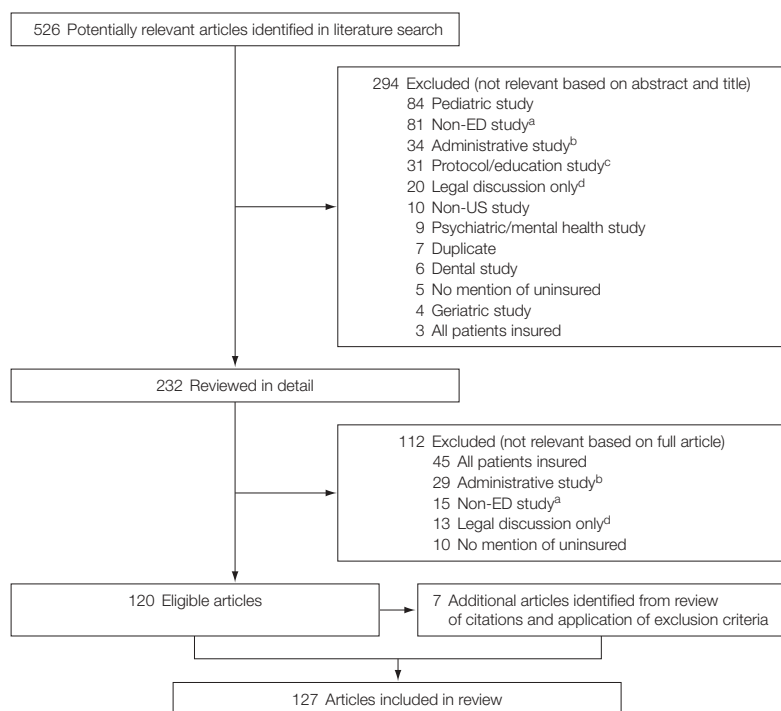 526 Potentially relevant articles identified in literature search
294 Excluded (not relevant based on abstract and title)
84 Pediatric study
81 Non-ED studyᵃ
34 Administrative studyᵇ
31 Protocol/education studyᶜ
20 Legal discussion onlyᵈ
10 Non-US study
9 Psychiatric/mental health study
7 Duplicate
6 Dental study
5 No mention of uninsured
4 Geriatric study
3 All patients insured
232 Reviewed in detail
112 Excluded (not relevant based on full article)
45 All patients insured
29 Administrative studyᵇ
15 Non-ED studyᵃ
13 Legal discussion onlyᵈ
10 No mention of uninsured
120 Eligible articles
7 Additional articles identified from review
of citations and application of exclusion criteria
127 Articles included in review